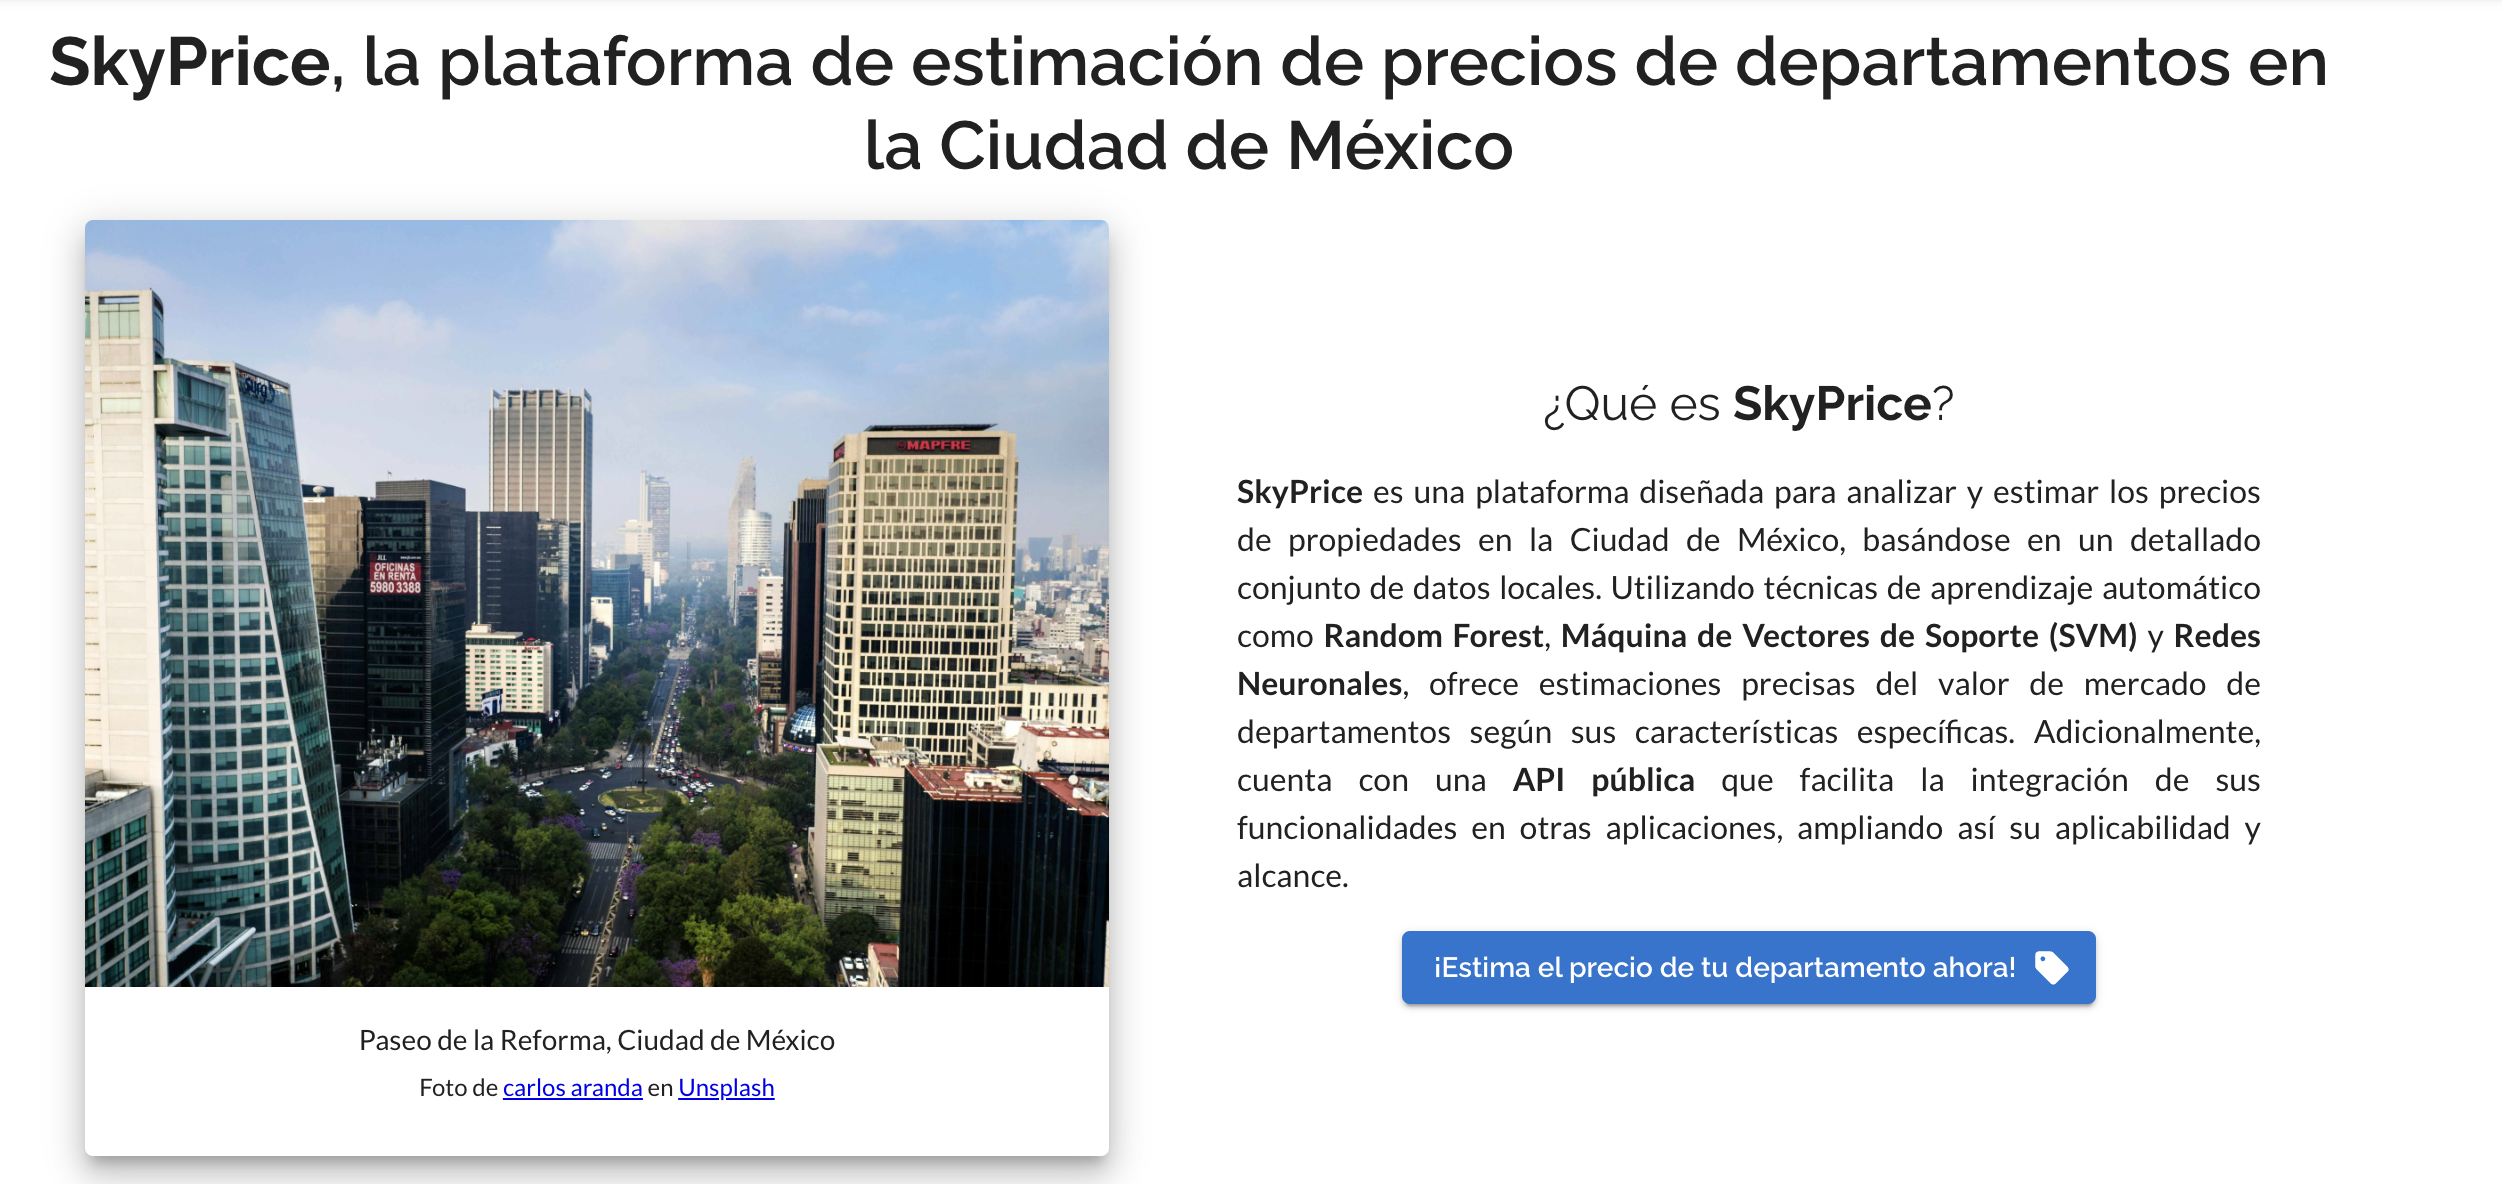 SkyPrice, la plataforma de estimación de precios de departamentos en
la Ciudad de México
MAPFRE
JLL
OFICINAS
EN RENTA
5980 3388
¿Qué es SkyPrice?
SkyPrice es una plataforma diseñada para analizar y estimar los precios
de propiedades en la Ciudad de México, basándose en un detallado
conjunto de datos locales. Utilizando técnicas de aprendizaje automático
como Random Forest, Máquina de Vectores de Soporte (SVM) y Redes
Neuronales, ofrece estimaciones precisas del valor de mercado de
departamentos según sus características específicas. Adicionalmente,
cuenta con una API pública que facilita la integración de sus
funcionalidades en otras aplicaciones, ampliando así su aplicabilidad y
alcance.
¡Estima el precio de tu departamento ahora!
Paseo de la Reforma, Ciudad de México
Foto de carlos aranda en Unsplash